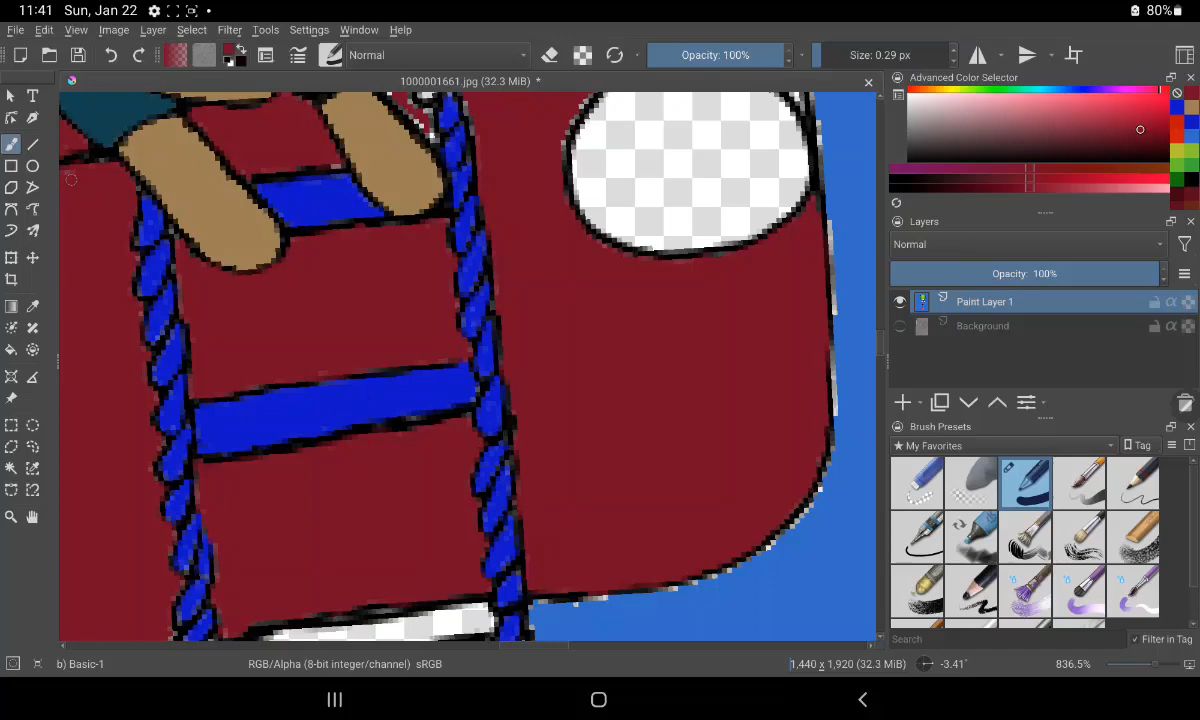 11:41 Sun, Jan 22
80%
File Edit View Image Layer Select Filter Tools Settings Window Help
Normal
Opacity: 100%
Size: 0.29 px
1000001661 jpg (32.3 MiB) *
Advanced Color Selector
Layers
Normal
Opacity: 100%
Paint Layer 1
Background
Brush Presets
★ My Favorites
Tag
Search
Filter in Tag
b) Basic-1
RGB/Alpha (8-bit integer/channel) sRGB
1,440 x 1,920 (32.3 MiB)
-3.41°
836.5%